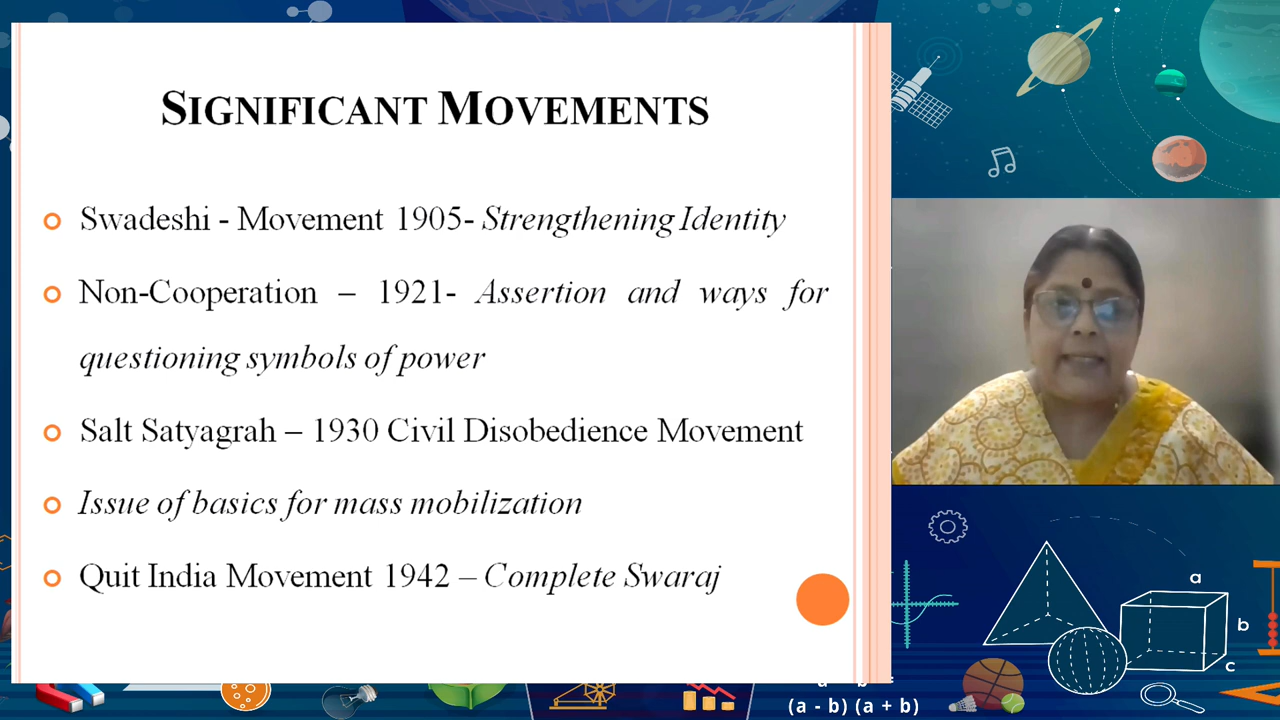 SIGNIFICANT MOVEMENTS
Swadeshi - Movement 1905- Strengthening Identity
Non-Cooperation – 1921- Assertion and ways for
questioning symbols of power
Salt Satyagrah – 1930 Civil Disobedience Movement
Issue of basics for mass mobilization
Quit India Movement 1942 – Complete Swaraj
a
b
c
(a - b) (a + b)